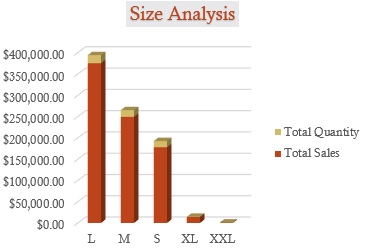 Size Analysis
$400,000.00
$350,000.00
$300,000.00
$250,000.00
$200,000.00
$150,000.00
$100,000.00
$50,000.00
$0.00
L M S XL XXL
Total Quantity
Total Sales